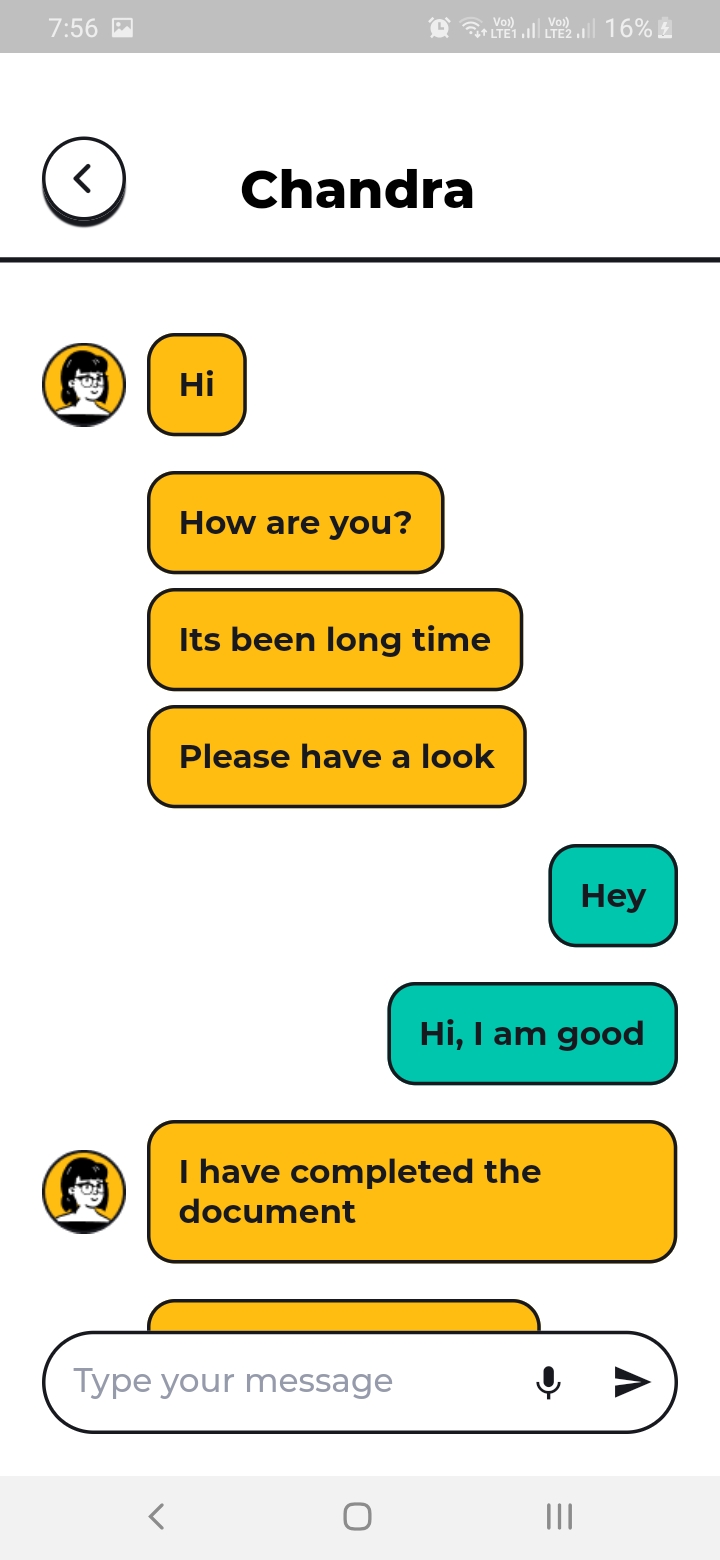 7:56 Vo)) LTE1 Vo)) LTE2 16%
Chandra
Hi
How are you?
Its been long time
Please have a look
Hey
Hi, I am good
I have completed the
document
Type your message